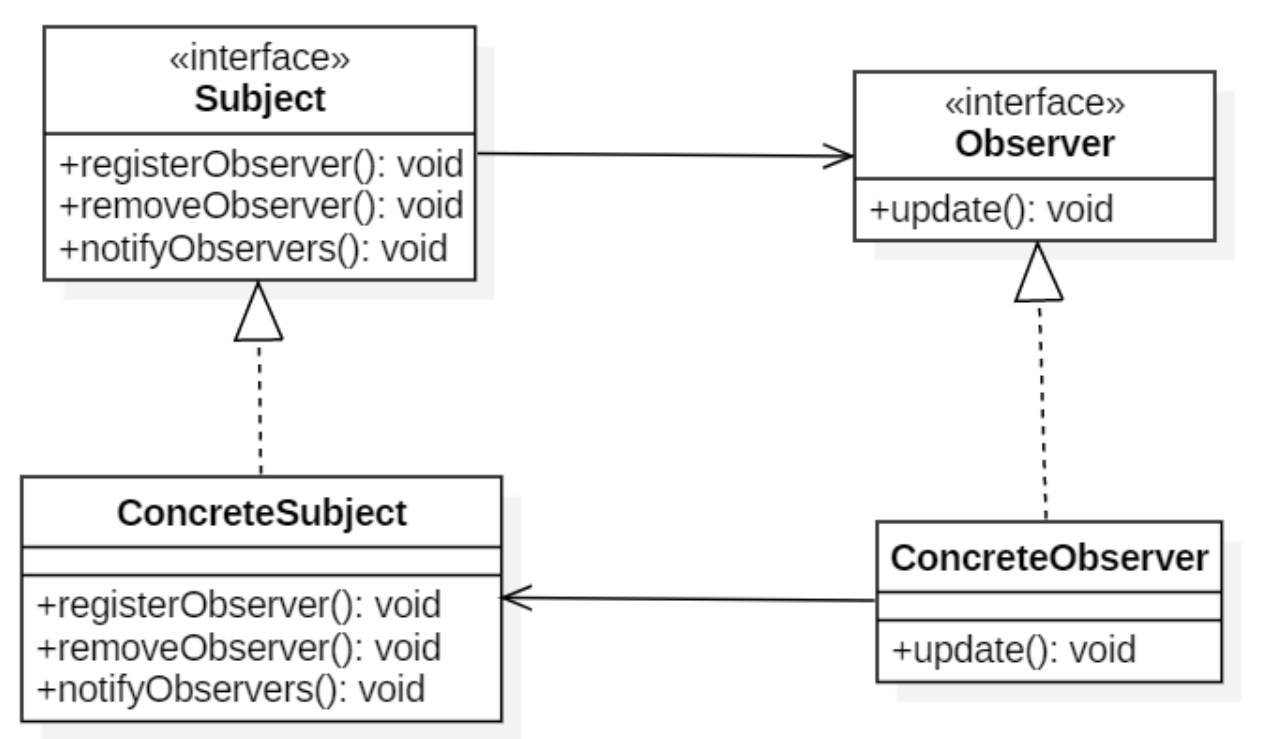 «interface»
Subject
+registerObserver(): void
+removeObserver(): void
+notifyObservers(): void
«interface»
Observer
+update(): void
ConcreteSubject
+registerObserver(): void
+removeObserver(): void
+notifyObservers(): void
ConcreteObserver
+update(): void